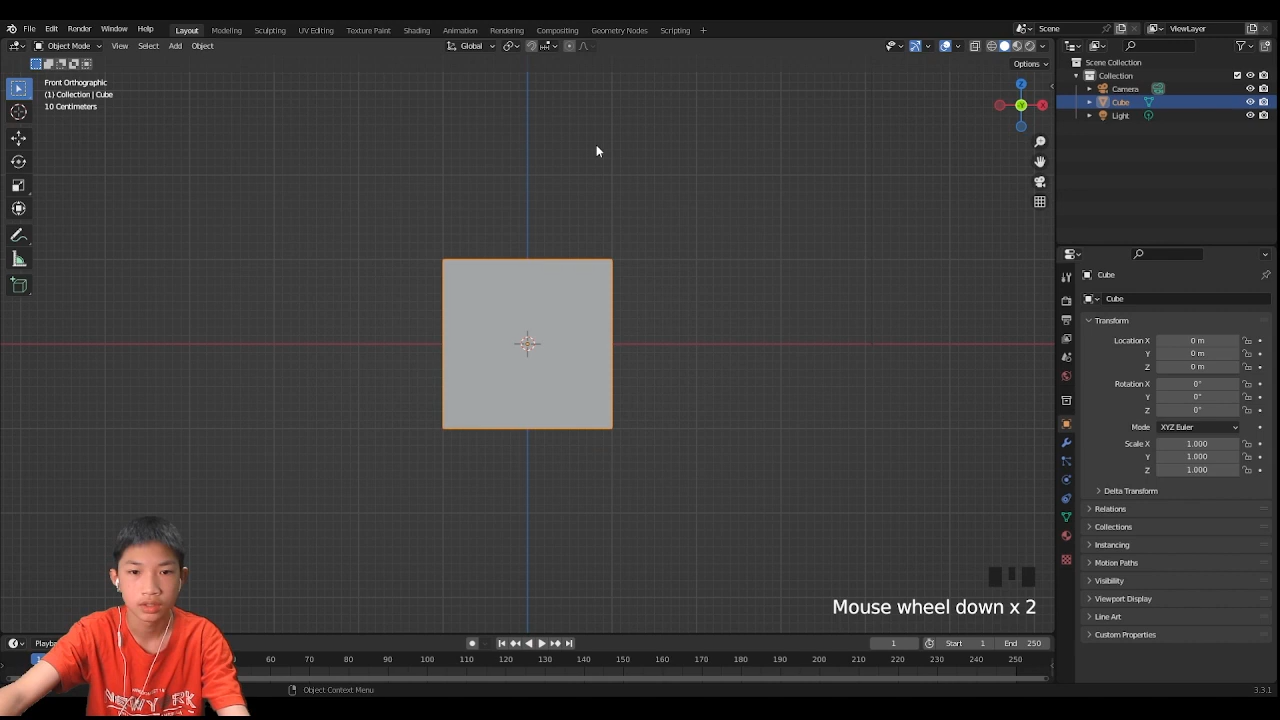 File Edit Render Window Help Layout Modeling Sculpting UV Editing Texture Paint Shading Animation Rendering Compositing Geometry Nodes Scripting + Scene ViewLayer
Object Mode View Select Add Object Global
Options
Front Orthographic
(1) Collection | Cube
10 Centimeters
Z
Y
X
Scene Collection
Collection
Camera
Cube
Light
Cube
Cube
Transform
Location X 0 m
Y 0 m
Z 0 m
Rotation X 0°
Y 0°
Z 0°
Mode XYZ Euler
Scale X 1.000
Y 1.000
Z 1.000
Delta Transform
Relations
Collections
Instancing
Motion Paths
Visibility
Viewport Display
Line Art
Custom Properties
Mouse wheel down x 2
1 Start 1 End 250
60 70 80 90 100 110 120 130 140 150 160 170 180 190 200 210 220 230 240 250
Object Context Menu
3.3.1